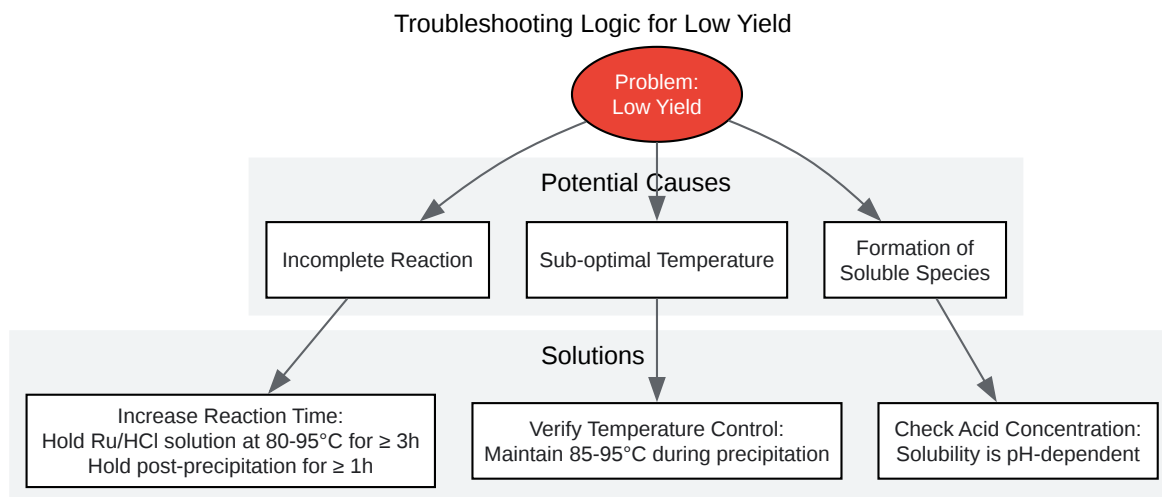 Troubleshooting Logic for Low Yield
Problem:
Low Yield
Potential Causes
Incomplete Reaction
Sub-optimal Temperature
Formation of
Soluble Species
Solutions
Increase Reaction Time:
Hold Ru/HCl solution at 80-95°C for ≥ 3h
Hold post-precipitation for ≥ 1h
Verify Temperature Control:
Maintain 85-95°C during precipitation
Check Acid Concentration:
Solubility is pH-dependent